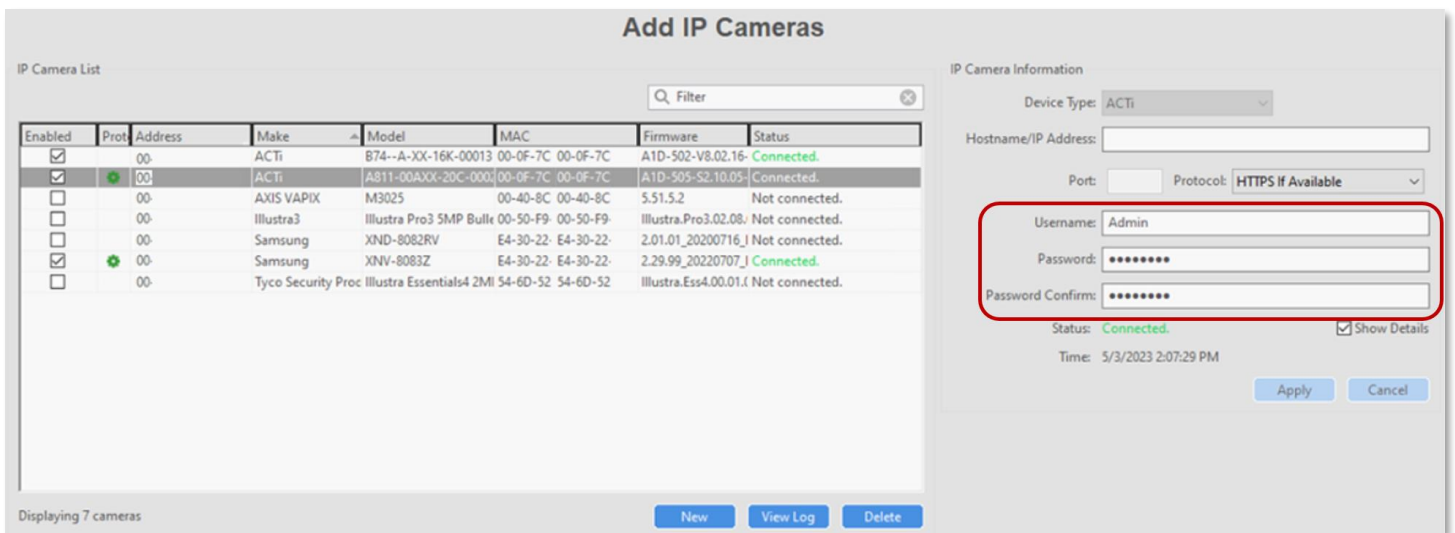 Add IP Cameras
IP Camera List
Filter
Enabled Prot Address Make Model MAC Firmware Status
00- ACTi B74--A-XX-16K-00013 00-0F-7C 00-0F-7C A1D-502-V8.02.16- Connected.
00- ACTi A811-00AXX-20C-000 00-0F-7C 00-0F-7C A1D-505-S2.10.05- Connected.
00- AXIS VAPIX M3025 00-40-8C 00-40-8C 5.51.5.2 Not connected.
00- Illustra3 Illustra Pro3 5MP Bulle 00-50-F9- 00-50-F9- Illustra.Pro3.02.08. Not connected.
00- Samsung XND-8082RV E4-30-22- E4-30-22- 2.01.01_20200716_ Not connected.
00- Samsung XNV-8083Z E4-30-22- E4-30-22- 2.29.99_20220707_ Connected.
00- Tyco Security Proc Illustra Essentials4 2MI 54-6D-52 54-6D-52 Illustra.Ess4.00.01.( Not connected.
Displaying 7 cameras
New View Log Delete
IP Camera Information
Device Type: ACTi
Hostname/IP Address:
Port: Protocol: HTTPS If Available
Username: Admin
Password: ••••••••
Password Confirm: ••••••••
Status: Connected. Show Details
Time: 5/3/2023 2:07:29 PM
Apply Cancel